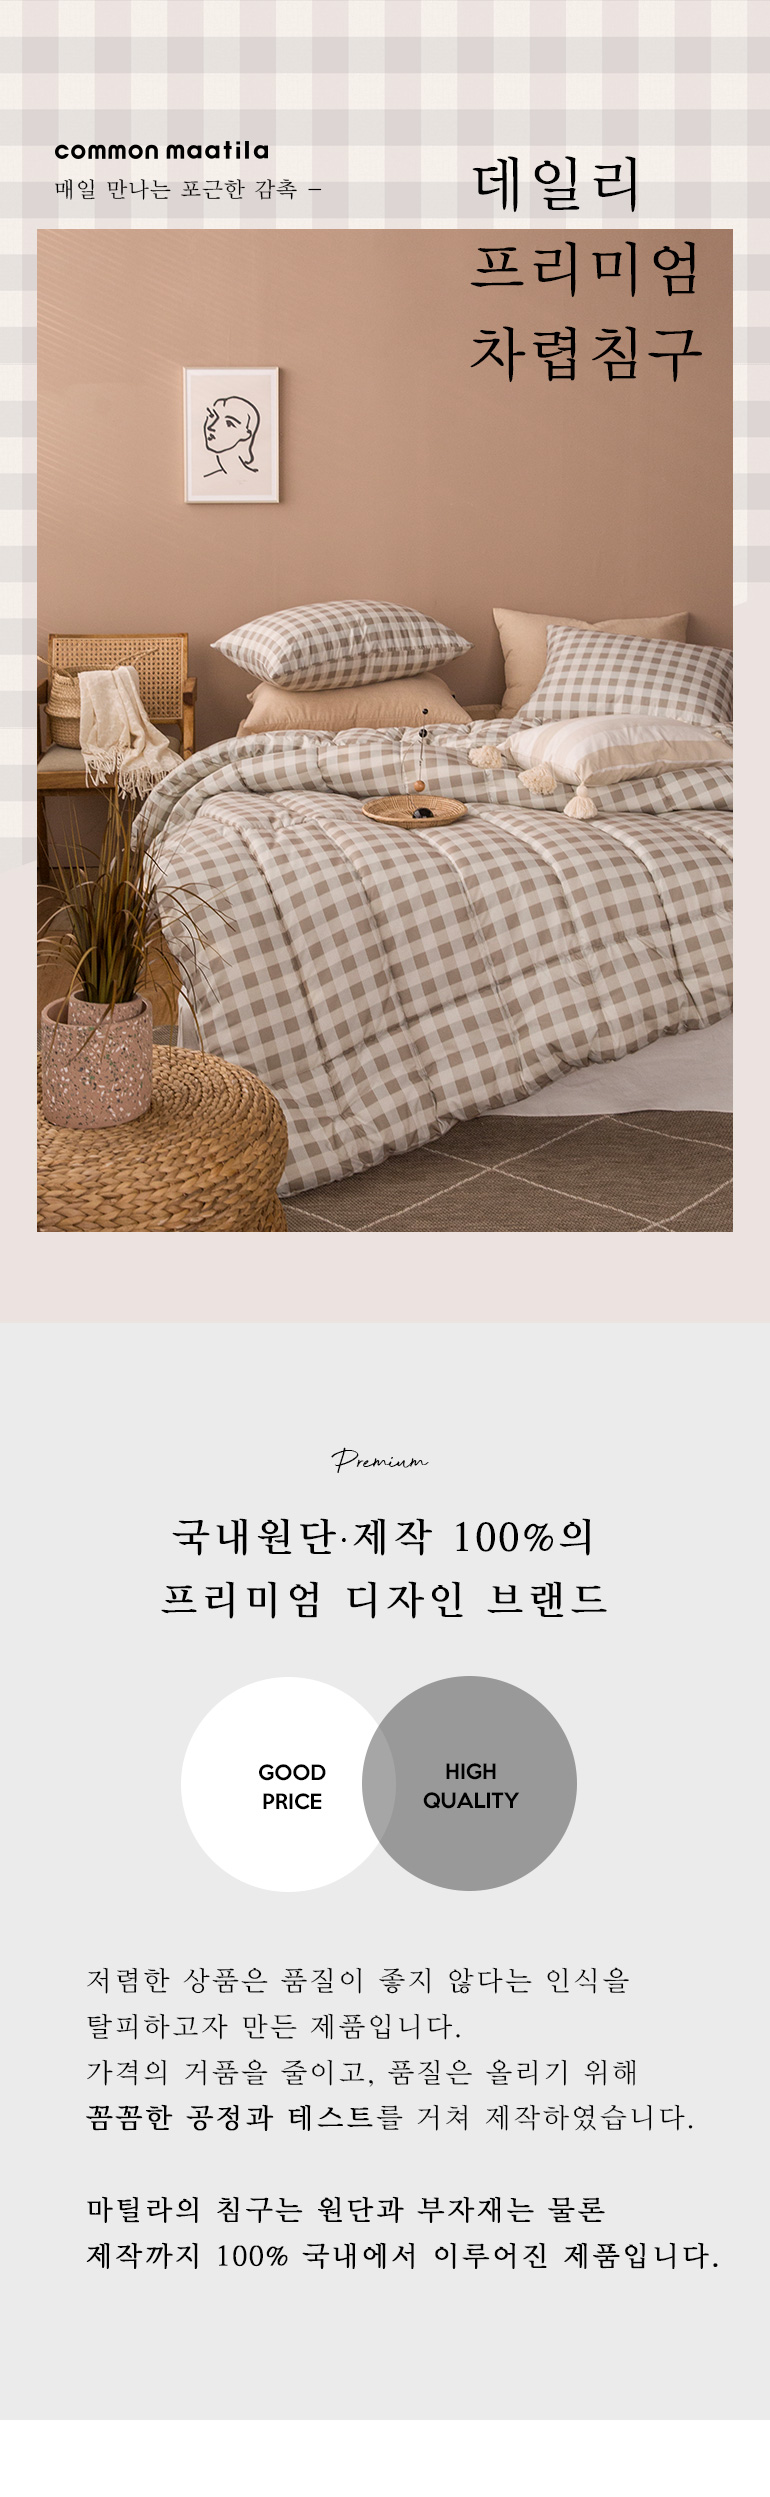 common maatila
매일 만나는 포근한 감촉 –
데일리
프리미엄
차렵침구
Premium
국내원단·제작 100%의
프리미엄 디자인 브랜드
GOOD
PRICE
HIGH
QUALITY
저렴한 상품은 품질이 좋지 않다는 인식을
탈피하고자 만든 제품입니다.
가격의 거품을 줄이고, 품질은 올리기 위해
꼼꼼한 공정과 테스트를 거쳐 제작하였습니다.
마틸라의 침구는 원단과 부자재는 물론
제작까지 100% 국내에서 이루어진 제품입니다.